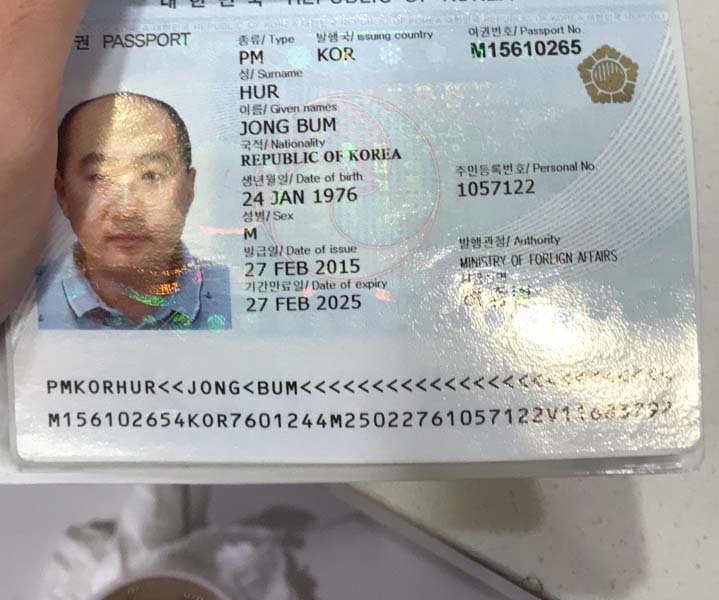 대한민국 REPUBLIC OF KOREA
권 PASSPORT
종류/ Type 발행국/ Issuing country 여권번호/ Passport No.
PM KOR M15610265
성/ Surname
HUR
이름/ Given names
JONG BUM
국적/ Nationality
REPUBLIC OF KOREA
생년월일/ Date of birth 주민등록번호/ Personal No.
24 JAN 1976 1057122
성별/ Sex
M
발급일/ Date of issue 발행관청/ Authority
27 FEB 2015 MINISTRY OF FOREIGN AFFAIRS
기간만료일/ Date of expiry
27 FEB 2025
PMKORHUR<<JONG<BUM<<<<<<<<<<<<<<<<<<<<<<<<<<
M156102654KOR7601244M25022761057122V11